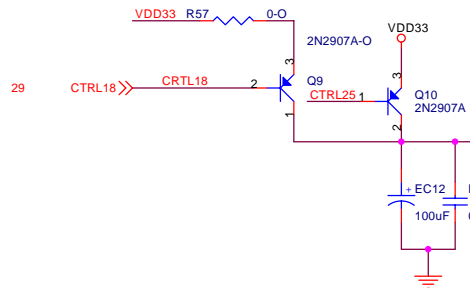 VDD33 R57 0-O
VDD33
2N2907A-O
3
3
29 CTRL18 CRTL18 2 Q9
CTRL25 1 Q10
2N2907A
1
2
+ EC12
100uF